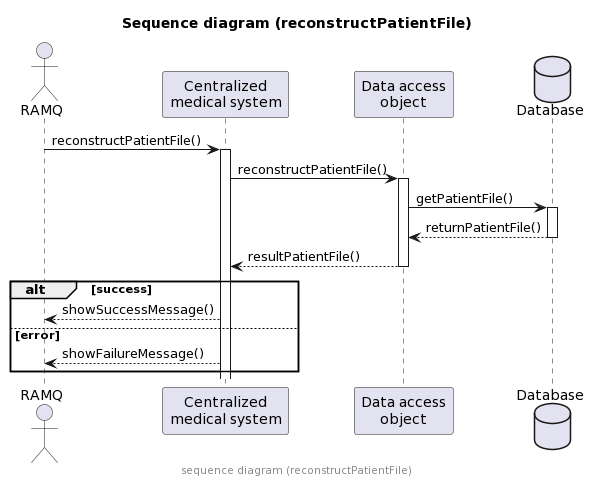 Sequence diagram (reconstructPatientFile)
RAMQ
Centralized
medical system
Data access
object
Database
reconstructPatientFile()
reconstructPatientFile()
getPatientFile()
returnPatientFile()
resultPatientFile()
alt [success]
showSuccessMessage()
[error]
showFailureMessage()
RAMQ
Centralized
medical system
Data access
object
Database
sequence diagram (reconstructPatientFile)